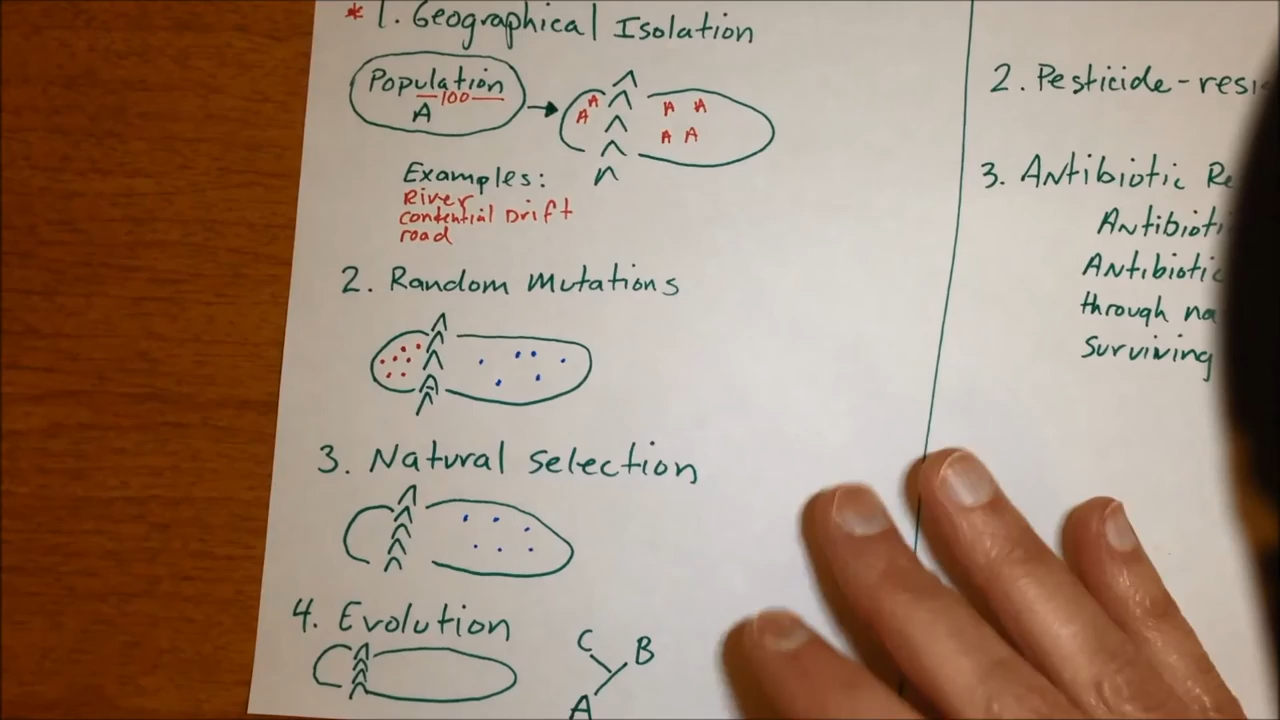 * 1. Geographical Isolation
Population
100
A
A A
A A
A A
Examples:
River
contential Drift
road
2. Random Mutations
3. Natural Selection
4. Evolution
C B
A
2. Pesticide-resi
3. Antibiotic Re
Antibioti
Antibiotic
through na
Surviving